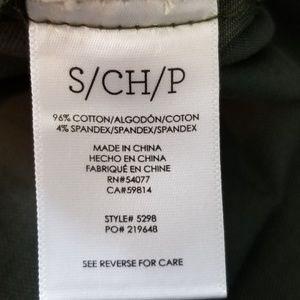 S/CH/P
96% COTTON/ALGODÓN/COTON
4% SPANDEX/SPANDEX/SPANDEX
MADE IN CHINA
HECHO EN CHINA
FABRIQUÉ EN CHINE
RN#54077
CA#59814
STYLE# 5298
PO# 219648
SEE REVERSE FOR CARE